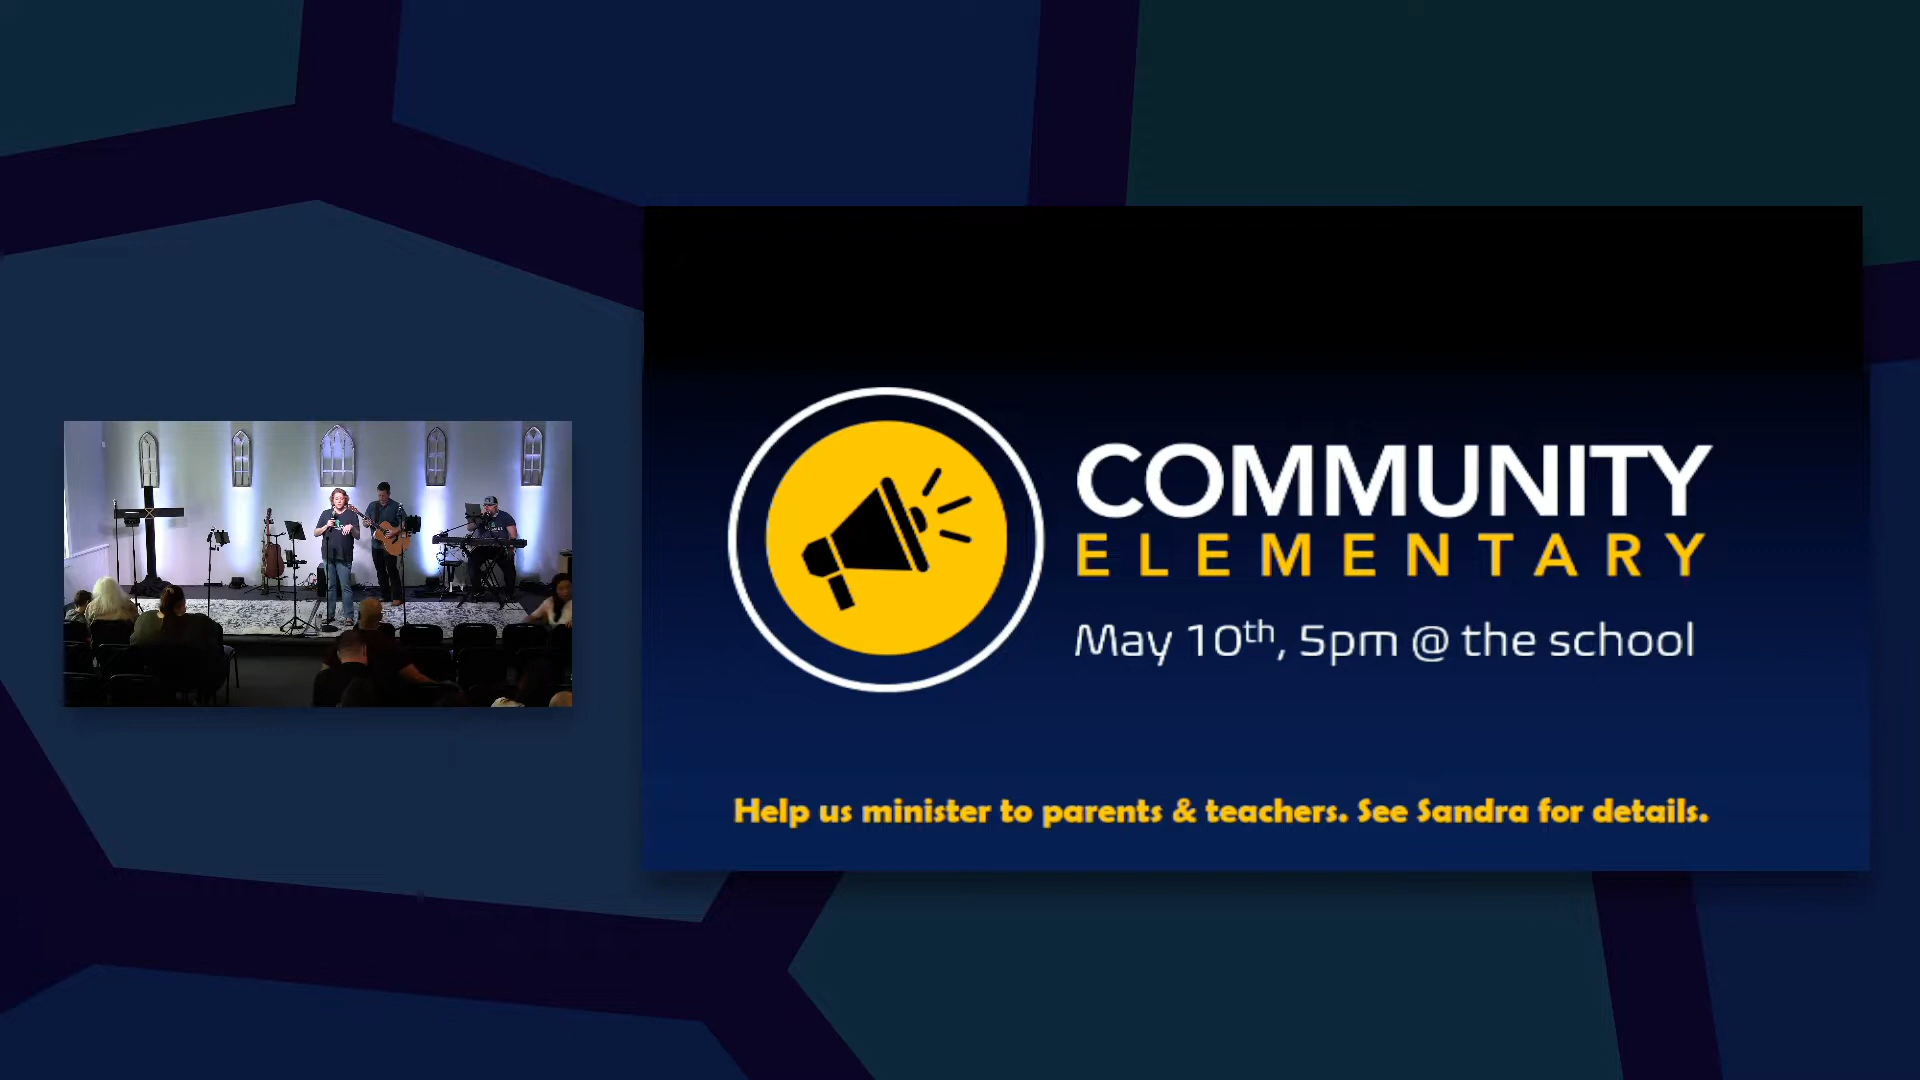 COMMUNITY
ELEMENTARY
May 10th, 5pm @ the school
Help us minister to parents & teachers. See Sandra for details.